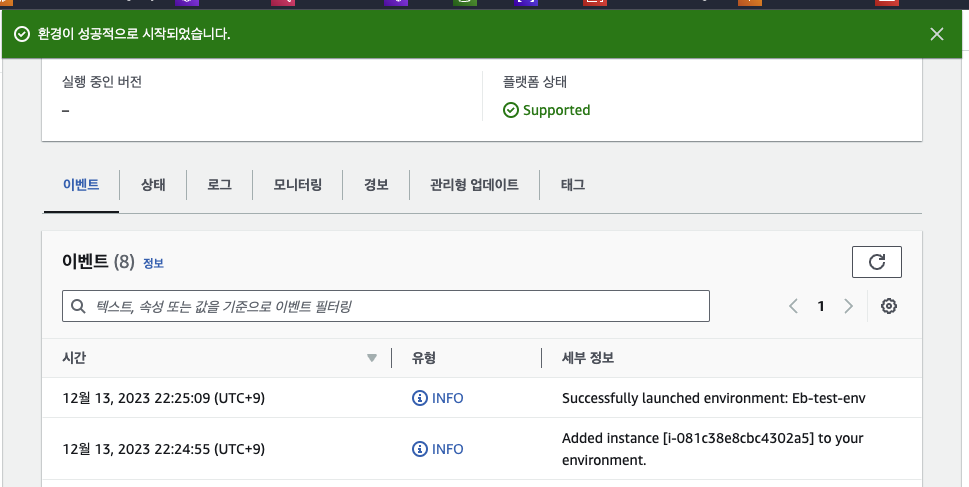 환경이 성공적으로 시작되었습니다.
실행 중인 버전
플랫폼 상태
–
Supported
이벤트 상태 로그 모니터링 경보 관리형 업데이트 태그
이벤트 (8) 정보
텍스트, 속성 또는 값을 기준으로 이벤트 필터링
1
시간 유형 세부 정보
12월 13, 2023 22:25:09 (UTC+9) INFO Successfully launched environment: Eb-test-env
12월 13, 2023 22:24:55 (UTC+9) INFO Added instance [i-081c38e8cbc4302a5] to your
environment.